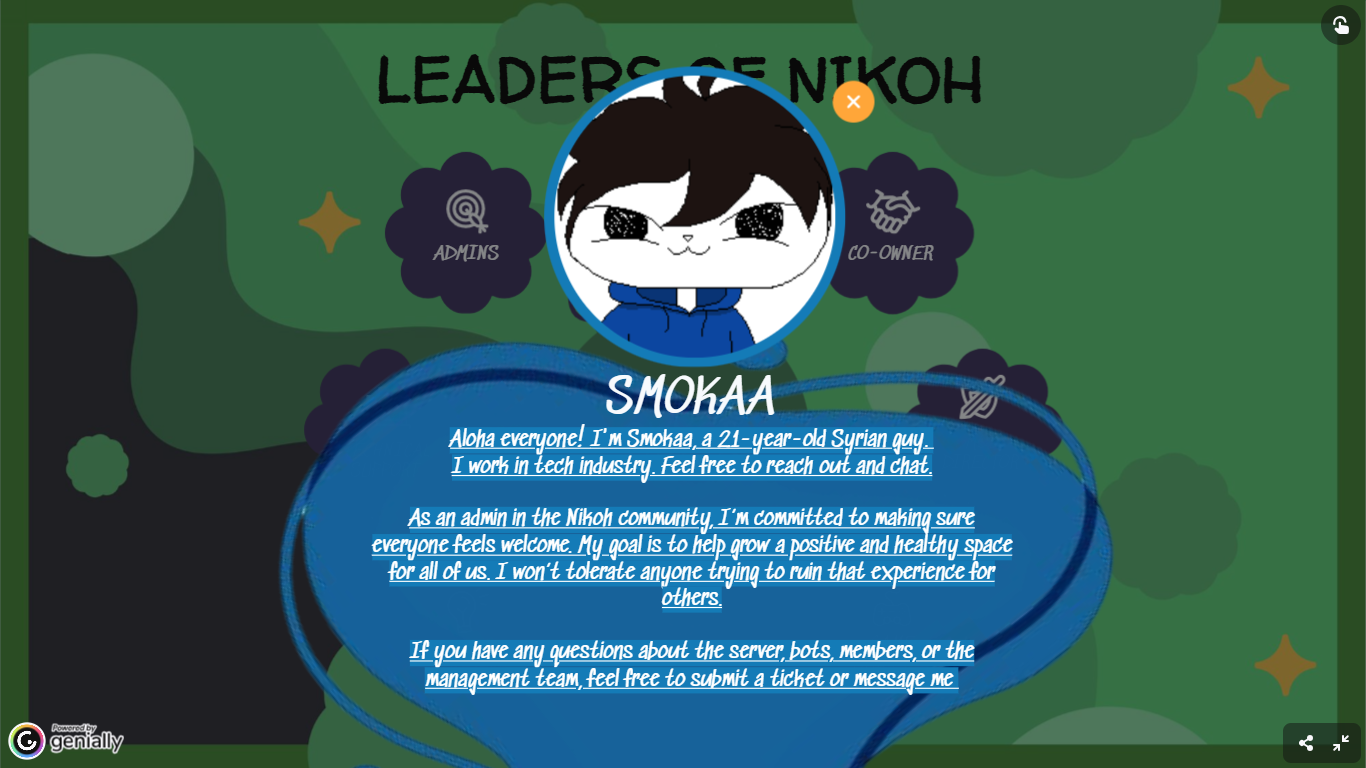 LEADERS OF NIKOH
ADMINS
CO-OWNER
SMOKAA
Aloha everyone! I'm Smokaa, a 21-year-old Syrian guy.
I work in tech industry. Feel free to reach out and chat.
As an admin in the Nikoh community, I'm committed to making sure
everyone feels welcome. My goal is to help grow a positive and healthy space
for all of us. I won't tolerate anyone trying to ruin that experience for
others.
If you have any questions about the server, bots, members, or the
management team, feel free to submit a ticket or message me
Powered by
genially